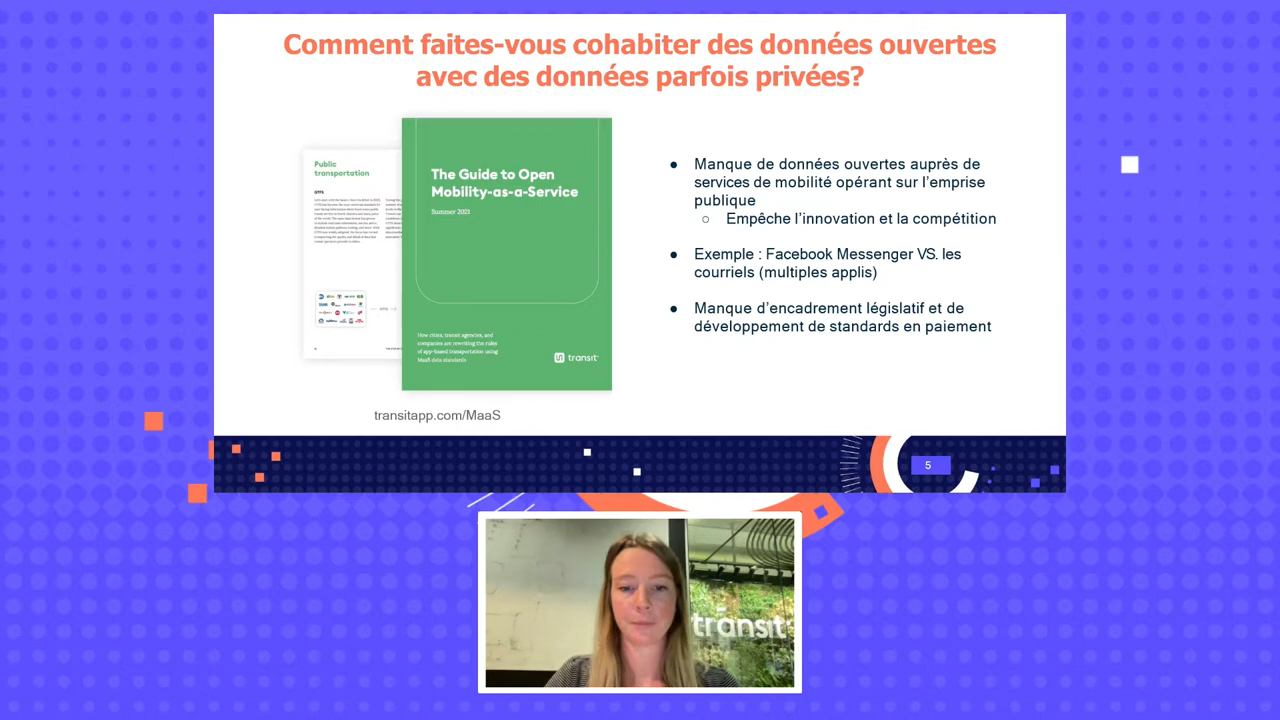 Comment faites-vous cohabiter des données ouvertes
avec des données parfois privées?
Public
transportation
GTFS
The Guide to Open
Mobility-as-a-Service
Summer 2021
How cities, transit agencies, and
companies are rewriting the rules
of app-based transportation using
MaaS data standards
transit
transitapp.com/MaaS
● Manque de données ouvertes auprès de
services de mobilité opérant sur l'emprise
publique
○ Empêche l'innovation et la compétition
● Exemple : Facebook Messenger VS. les
courriels (multiples applis)
● Manque d'encadrement législatif et de
développement de standards en paiement
5
transit